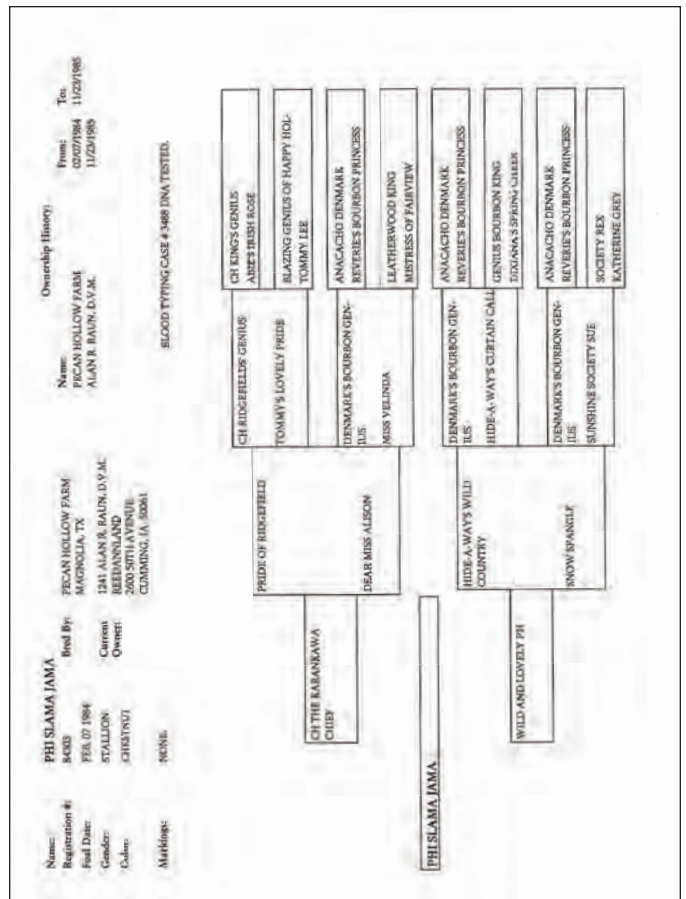 Name: PHI SLAMA JAMA
Registration #:
Foal Date: FEB, 07 1984
Gender: STALLION
Color: CHESTNUT
Markings: NONE
Bred By: PECAN HOLLOW FARM
MAGNOLIA, TX
Current Owner: 1241 ALAN R. RAUN, D.V.M.
REEDANNLAND
2600 50TH AVENUE
CUMMING, IA 50061
Ownership History:
Name: From: To:
PECAN HOLLOW FARM 02/07/1984 11/23/1985
ALAN R. RAUN, D.V.M. 11/23/1985
BLOOD TYPING CASE # 3488 DNA TESTED.
PHI SLAMA JAMA
CH THE KARANKAWA
CHIEF
WILD AND LOVELY PH
PRIDE OF RIDGEFIELD
DEAR MISS ALISON
HIDE-A-WAY'S WILD
COUNTRY
SNOW SPANGLE
CH RIDGEFIELDS' GENIUS
TOMMY'S LOVELY PRIDE
DENMARK'S BOURBON GEN-
IUS
MISS VELINDA
DENMARK'S BOURBON GEN-
IUS
HIDE-A-WAY'S CURTAIN CALL
DENMARK'S BOURBON GEN-
IUS
SUNSHINE SOCIETY SUE
CH KING'S GENIUS
ABIE'S IRISH ROSE
BLAZING GENIUS OF HAPPY HOL-
TOMMY LEE
ANACACHO DENMARK
REVERIE'S BOURBON PRINCESS
LEATHERWOOD KING
MISTRESS OF FAIRVIEW
ANACACHO DENMARK
REVERIE'S BOURBON PRINCESS
GENIUS BOURBON KING
DIXIANA'S SPRING CHEER
ANACACHO DENMARK
REVERIE'S BOURBON PRINCESS
SOCIETY REX
KATHERINE GREY